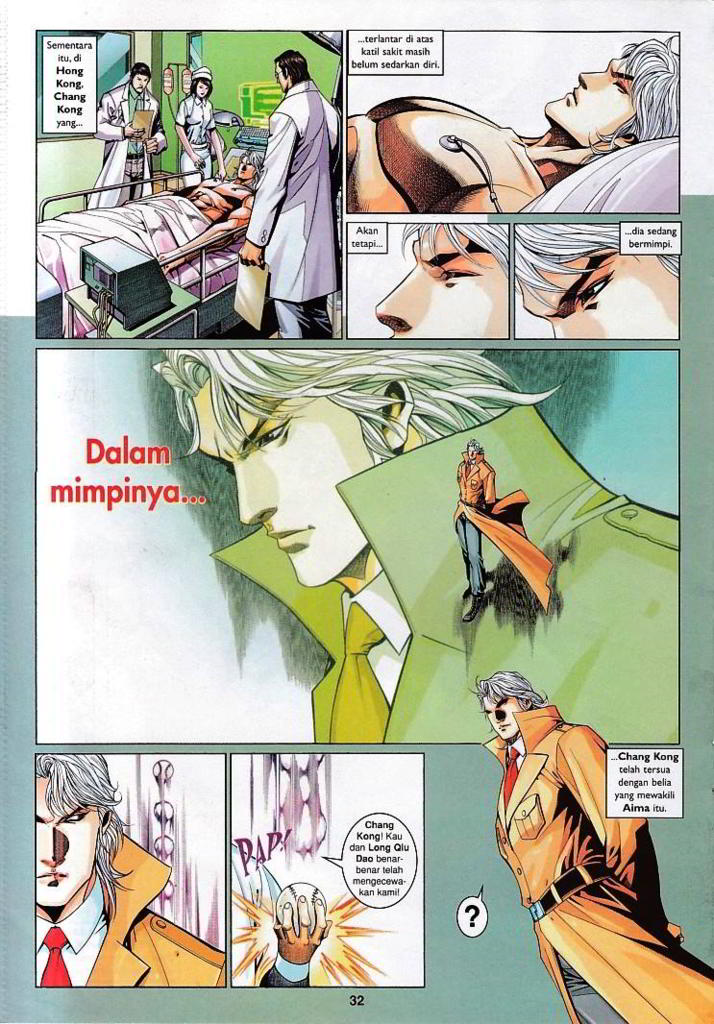 Sementara
itu, di
Hong
Kong,
Chang
Kong
yang...
...terlantar di atas
katil sakit masih
belum sedarkan diri.
Akan
tetapi...
...dia sedang
bermimpi.
Dalam
mimpinya...
...Chang Kong
telah tersua
dengan belia
yang mewakili
Aima itu.
PAP!
Chang
Kong! Kau
dan Long Qiu
Dao benar-
benar telah
mengecewa-
kan kami!
?
32